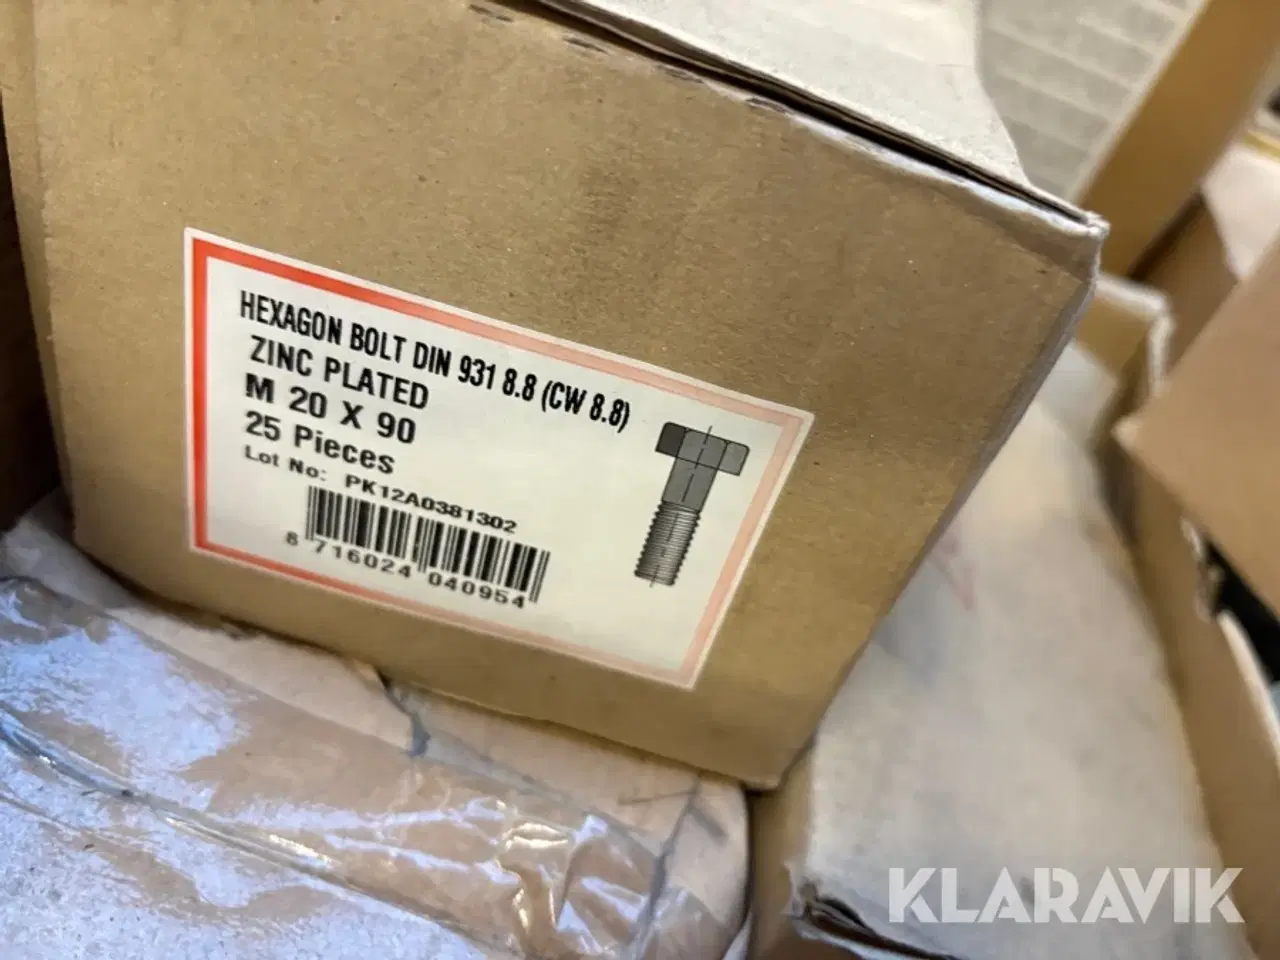 HEXAGON BOLT DIN 931 8.8 (CW 8.8)
ZINC PLATED
M 20 X 90
25 Pieces
Lot No: PK12A0381302
8 716024 040954
KLARAVIK